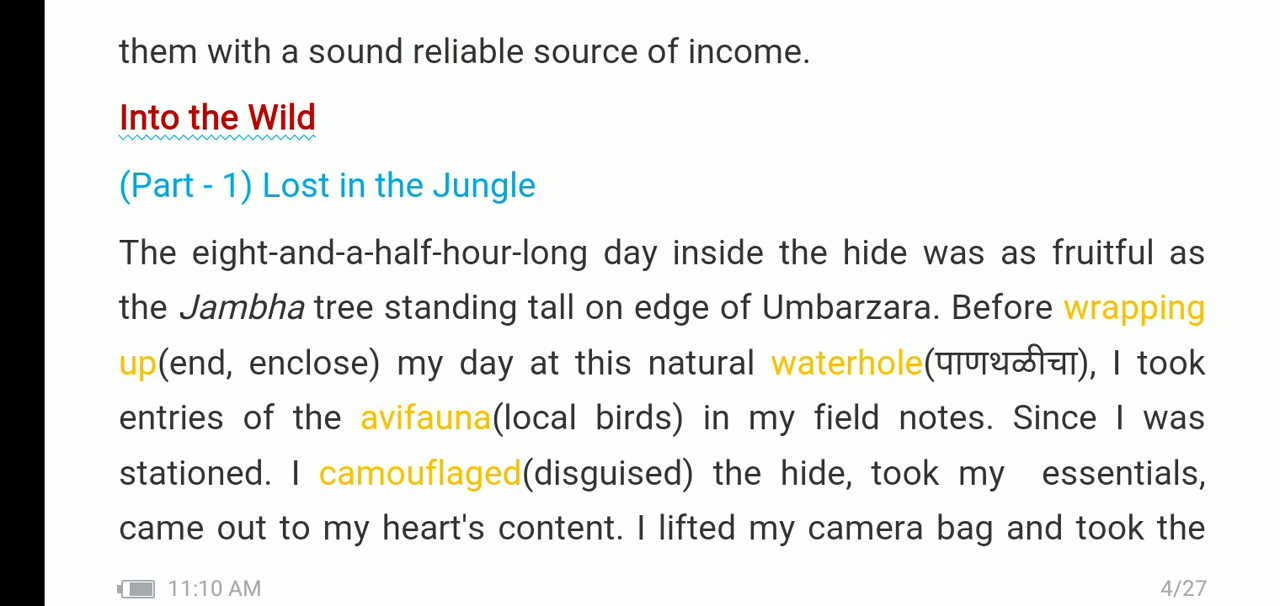 them with a sound reliable source of income.
Into the Wild
(Part - 1) Lost in the Jungle
The eight-and-a-half-hour-long day inside the hide was as fruitful as
the Jambha tree standing tall on edge of Umbarzara. Before wrapping
up(end, enclose) my day at this natural waterhole(पाणथळीचा), I took
entries of the avifauna(local birds) in my field notes. Since I was
stationed. I camouflaged(disguised) the hide, took my essentials,
came out to my heart's content. I lifted my camera bag and took the
11:10 AM 4/27